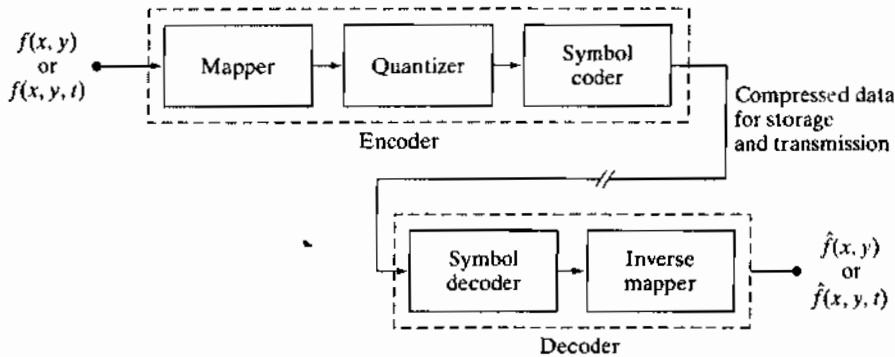 f(x, y)
or
f(x, y, t)
Mapper
Quantizer
Symbol
coder
Encoder
Compressed data
for storage
and transmission
Symbol
decoder
Inverse
mapper
Decoder
f̂(x, y)
or
f̂(x, y, t)